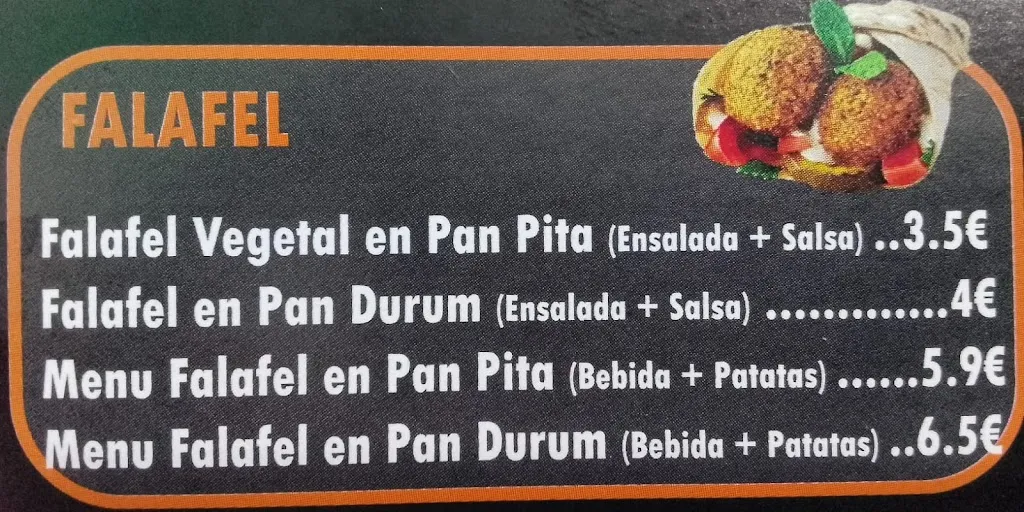 FALAFEL
Falafel Vegetal en Pan Pita (Ensalada + Salsa) ..3.5€
Falafel en Pan Durum (Ensalada + Salsa) .............4€
Menu Falafel en Pan Pita (Bebida + Patatas) ......5.9€
Menu Falafel en Pan Durum (Bebida + Patatas) ..6.5€